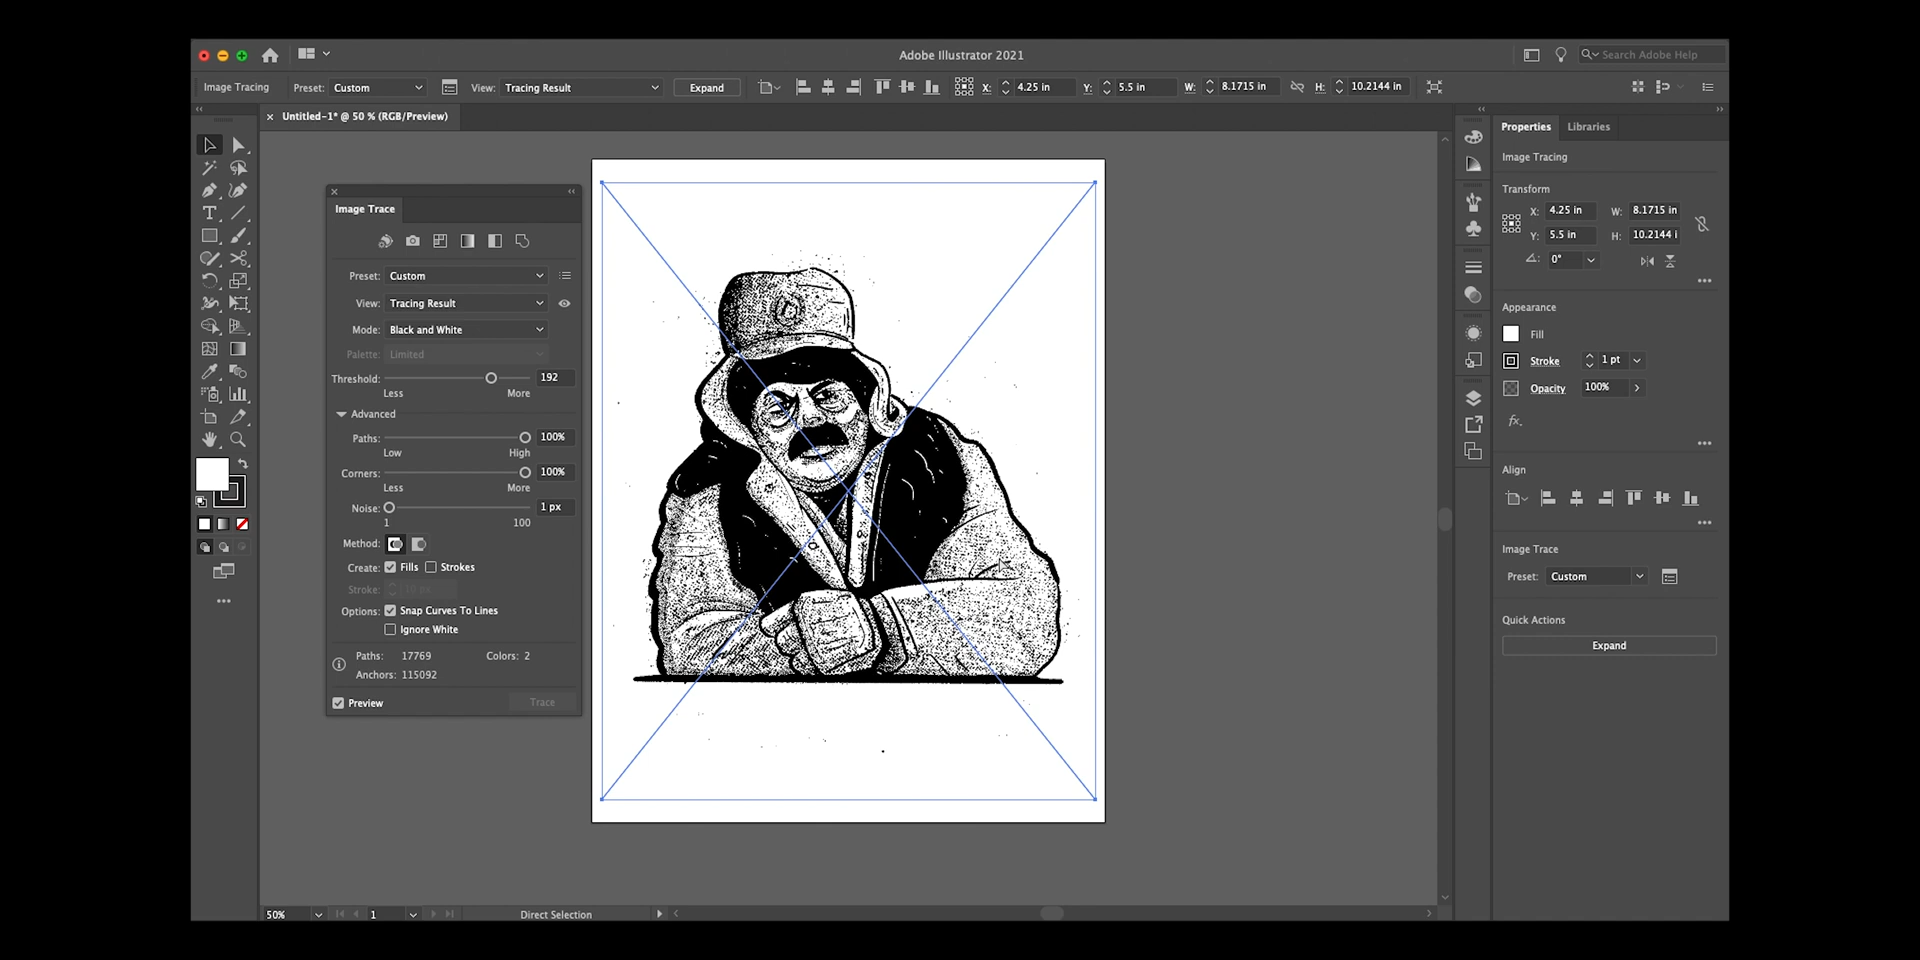 Adobe Illustrator 2021
Search Adobe Help
Image Tracing
Preset: Custom
View: Tracing Result
Expand
X: 4.25 in
Y: 5.5 in
W: 8.1715 in
H: 10.2144 in
Untitled-1* @ 50 % (RGB/Preview)
Image Trace
Preset: Custom
View: Tracing Result
Mode: Black and White
Palette: Limited
Threshold: 192
Less More
Advanced
Paths: 100%
Low High
Corners: 100%
Less More
Noise: 1 px
1 100
Method:
Create: Fills Strokes
Stroke:
Options: Snap Curves To Lines
Ignore White
Paths: 17769 Colors: 2
Anchors: 115092
Preview Trace
Properties Libraries
Image Tracing
Transform
X: 4.25 in W: 8.1715 in
Y: 5.5 in H: 10.2144 i
0°
Appearance
Fill
Stroke 1 pt
Opacity 100%
fx.
Align
Image Trace
Preset: Custom
Quick Actions
Expand
50% 1 Direct Selection